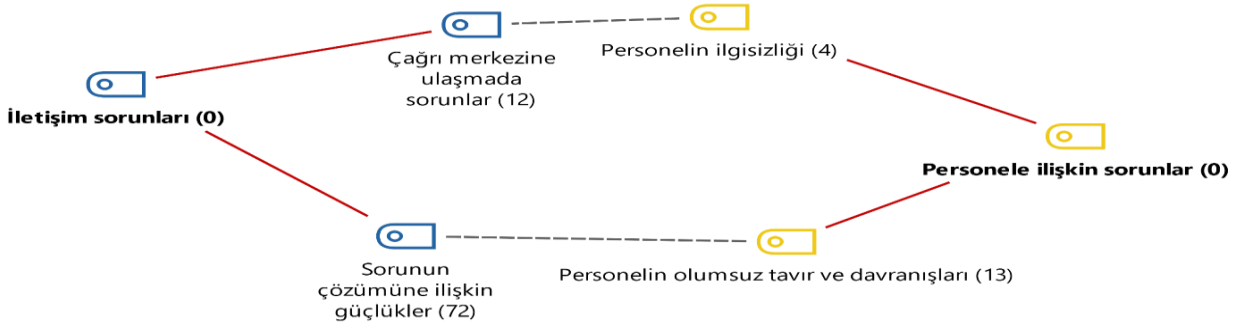 Personelin ilgisizliği (4)
Çağrı merkezine
ulaşmada
sorunlar (12)
İletişim sorunları (0)
Personele ilişkin sorunlar (0)
Sorunun
çözümüne ilişkin
güçlükler (72)
Personelin olumsuz tavır ve davranışları (13)